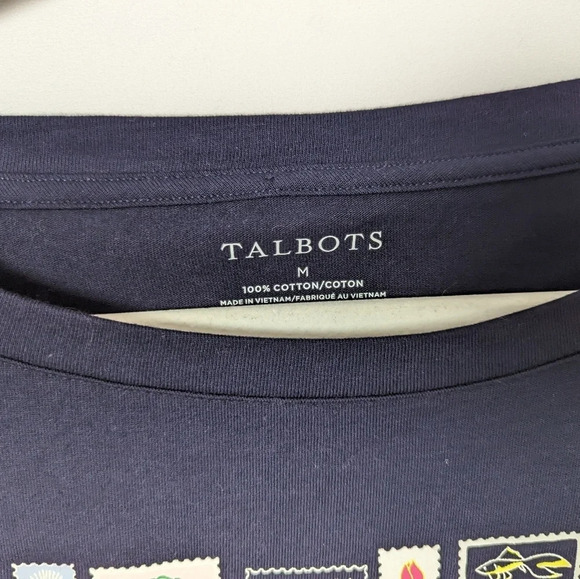 TALBOTS
M
100% COTTON/COTON
MADE IN VIETNAM/FABRIQUÉ AU VIETNAM